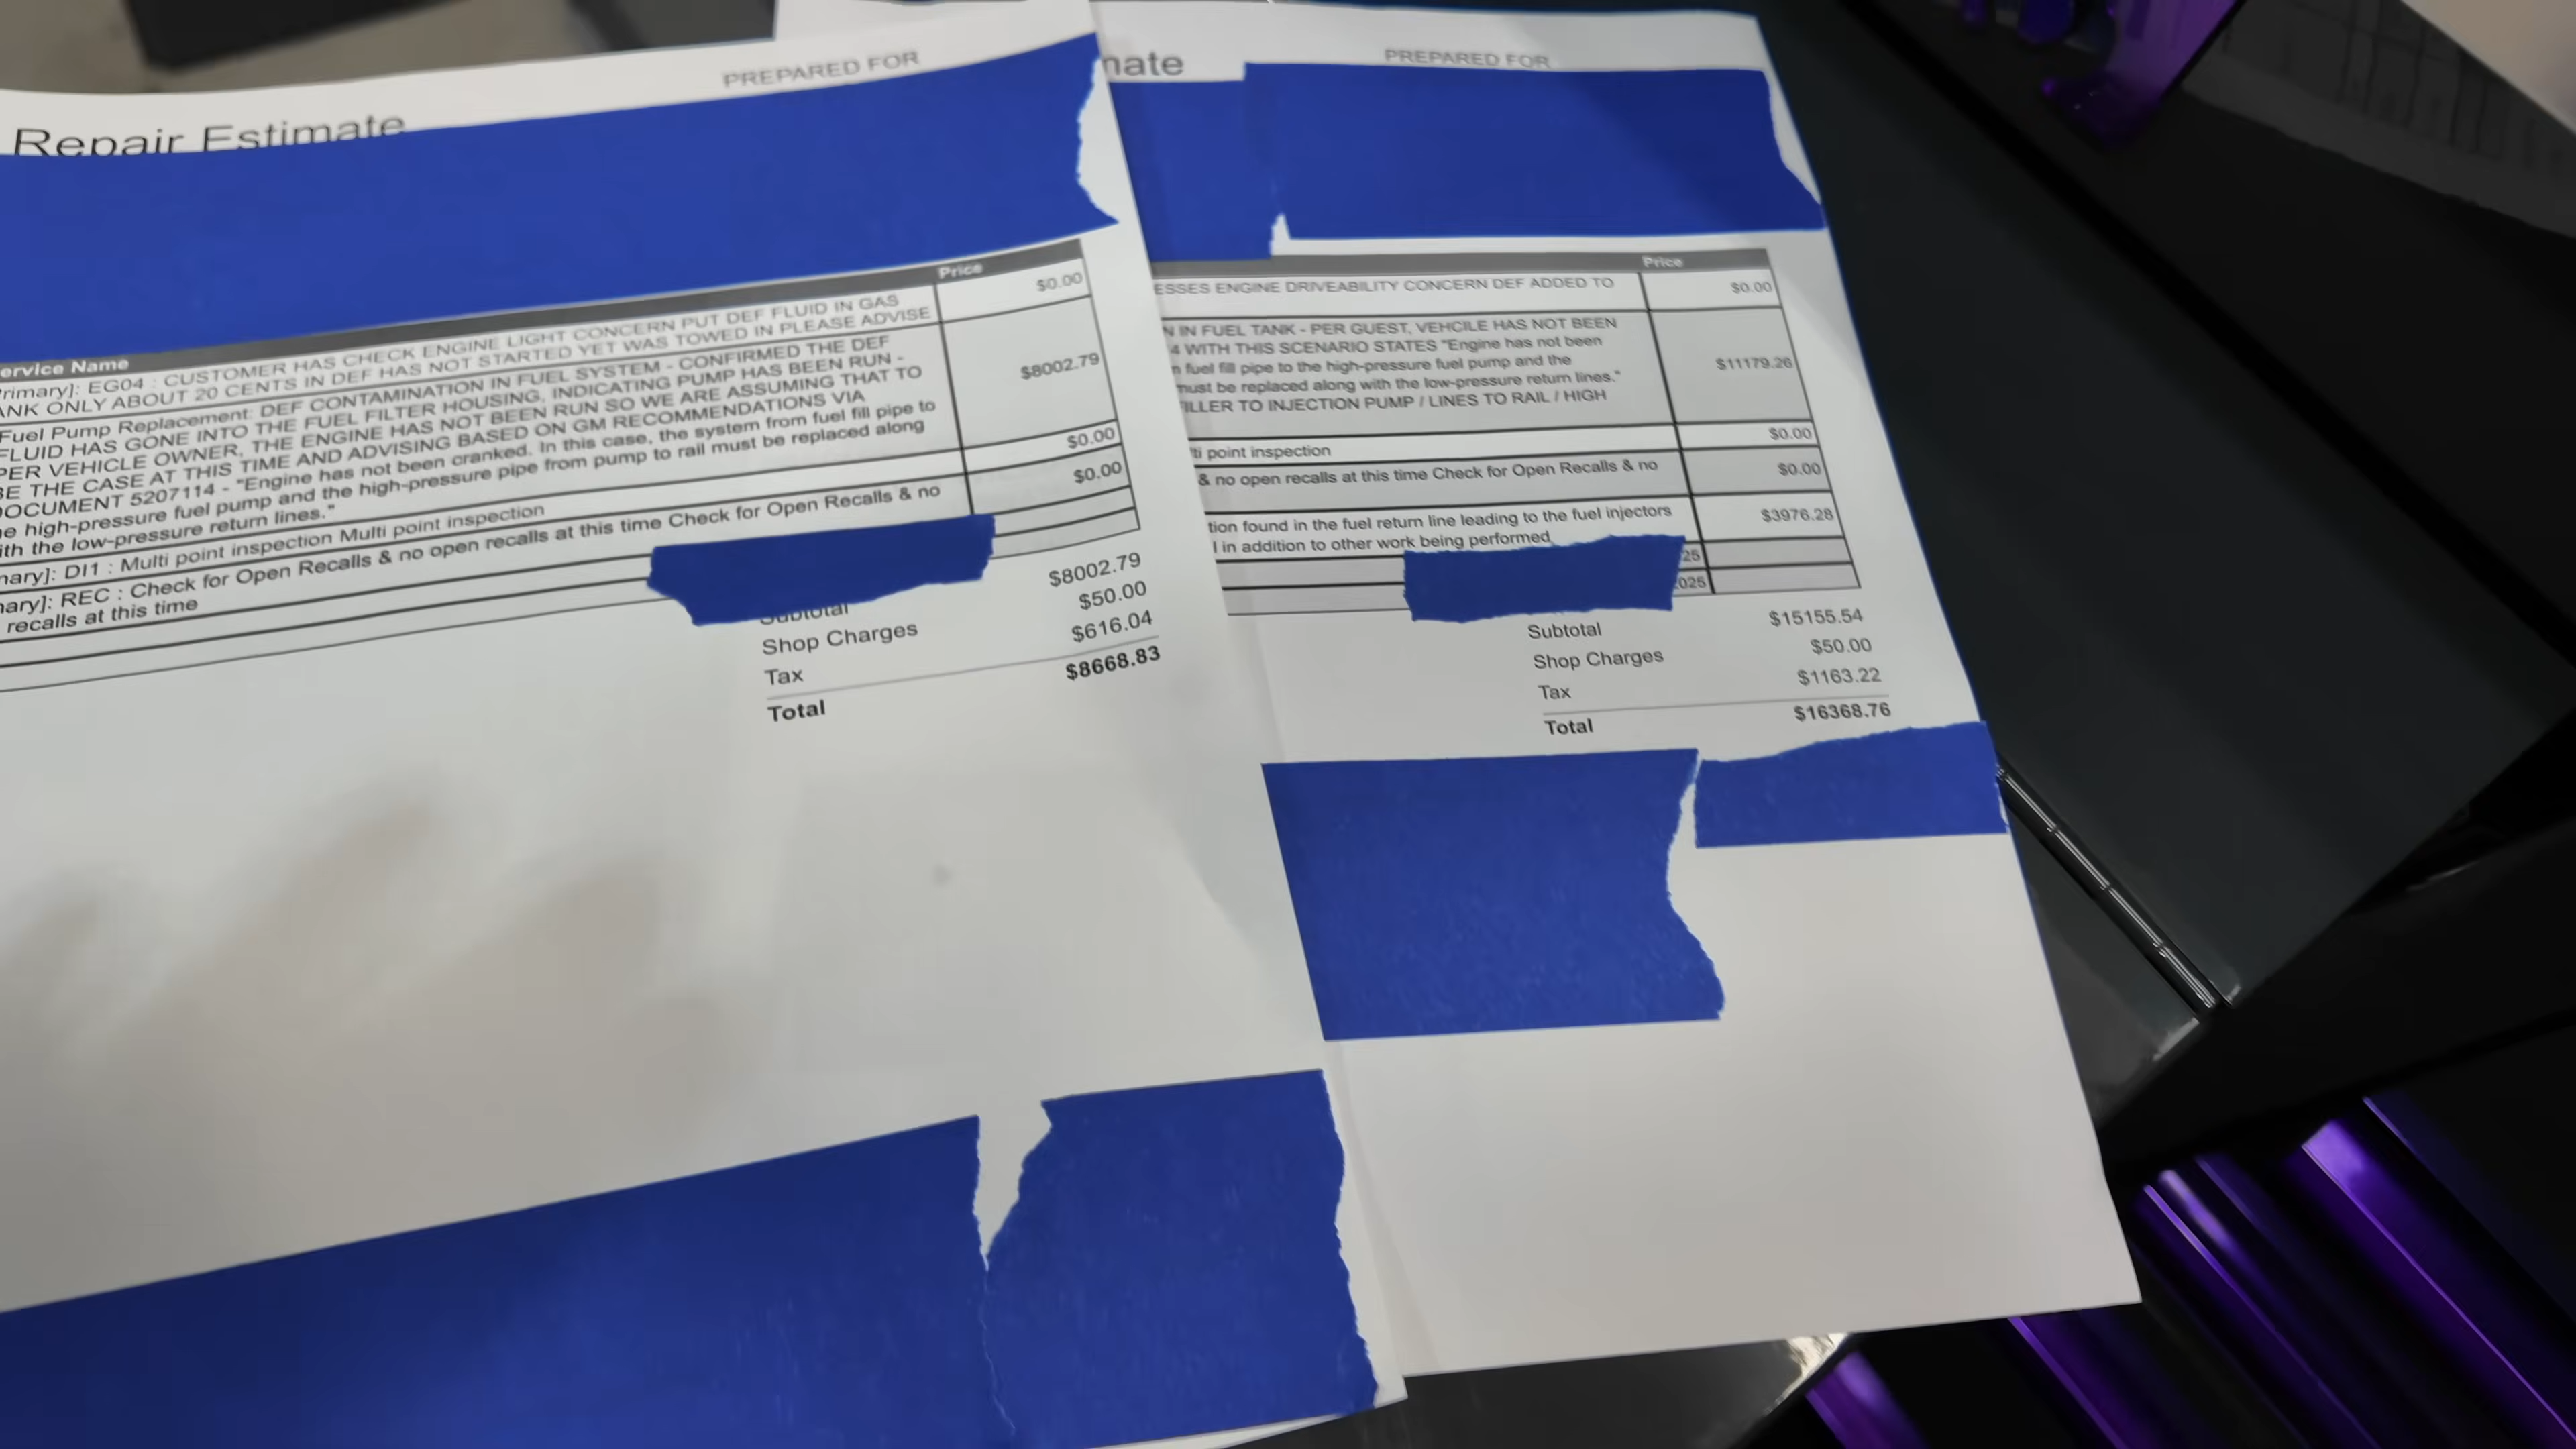 PREPARED FOR
Repair Estimate
ervice Name
Price
rimary]: EG04 : CUSTOMER HAS CHECK ENGINE LIGHT CONCERN PUT DEF FLUID IN GAS
ANK ONLY ABOUT 20 CENTS IN DEF HAS NOT STARTED YET WAS TOWED IN PLEASE ADVISE
$0.00
Fuel Pump Replacement: DEF CONTAMINATION IN FUEL SYSTEM - CONFIRMED THE DEF
FLUID HAS GONE INTO THE FUEL FILTER HOUSING, INDICATING PUMP HAS BEEN RUN -
PER VEHICLE OWNER, THE ENGINE HAS NOT BEEN RUN SO WE ARE ASSUMING THAT TO
BE THE CASE AT THIS TIME AND ADVISING BASED ON GM RECOMMENDATIONS VIA
DOCUMENT 5207114 - "Engine has not been cranked. In this case, the system from fuel fill pipe to
he high-pressure fuel pump and the high-pressure pipe from pump to rail must be replaced along
ith the low-pressure return lines."
$8002.79
nary]: DI1 : Multi point inspection Multi point inspection
$0.00
nary]: REC : Check for Open Recalls & no open recalls at this time Check for Open Recalls & no
recalls at this time
$0.00
Subtotal
$8002.79
Shop Charges
$50.00
Tax
$616.04
Total
$8668.83
mate
PREPARED FOR
Price
ESSES ENGINE DRIVEABILITY CONCERN DEF ADDED TO
$0.00
N IN FUEL TANK - PER GUEST, VEHCILE HAS NOT BEEN
4 WITH THIS SCENARIO STATES "Engine has not been
n fuel fill pipe to the high-pressure fuel pump and the
must be replaced along with the low-pressure return lines."
ILLER TO INJECTION PUMP / LINES TO RAIL / HIGH
$11179.26
ti point inspection
$0.00
& no open recalls at this time Check for Open Recalls & no
$0.00
tion found in the fuel return line leading to the fuel injectors
l in addition to other work being performed
$3976.28
25
025
Subtotal
$15155.54
Shop Charges
$50.00
Tax
$1163.22
Total
$16368.76